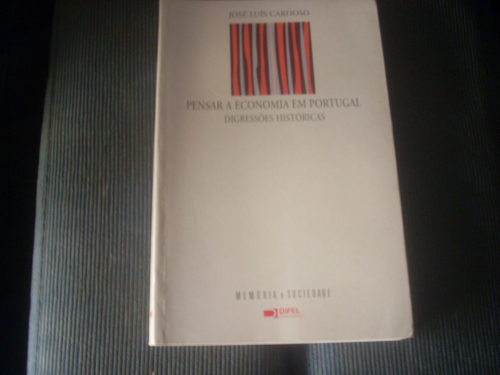 JOSÉ LUÍS CARDOSO
PENSAR A ECONOMIA EM PORTUGAL
DIGRESSÕES HISTÓRICAS
MEMÓRIA e SOCIEDADE
DIFEL